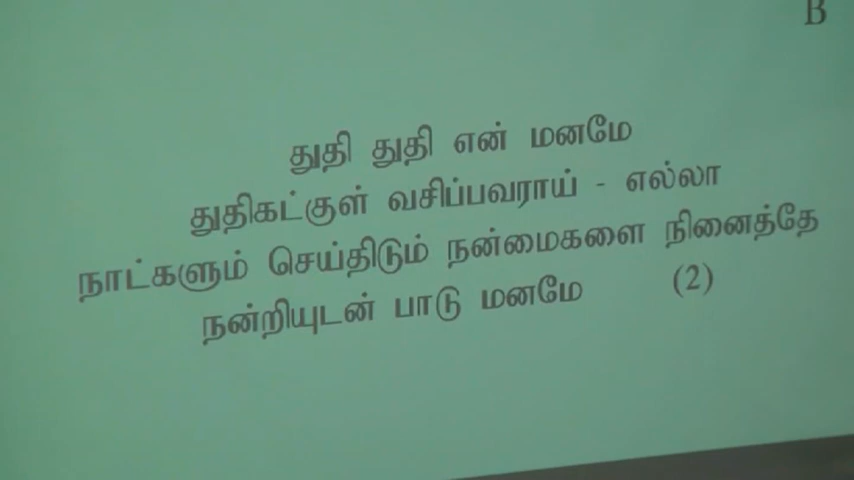 B
துதி துதி என் மனமே
துதிகட்குள் வசிப்பவராய் - எல்லா
நாட்களும் செய்திடும் நன்மைகளை நினைத்தே
நன்றியுடன் பாடு மனமே (2)